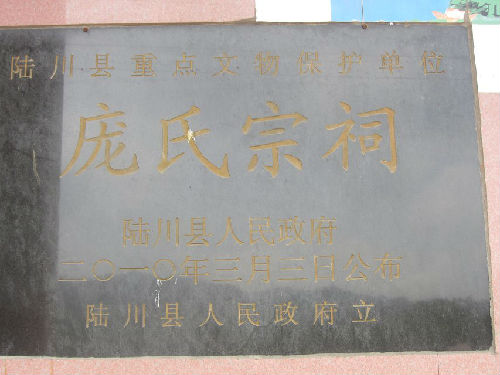 陆川县重点文物保护单位
庞氏宗祠
陆川县人民政府
二〇一〇年三月三日公布
陆川县人民政府立